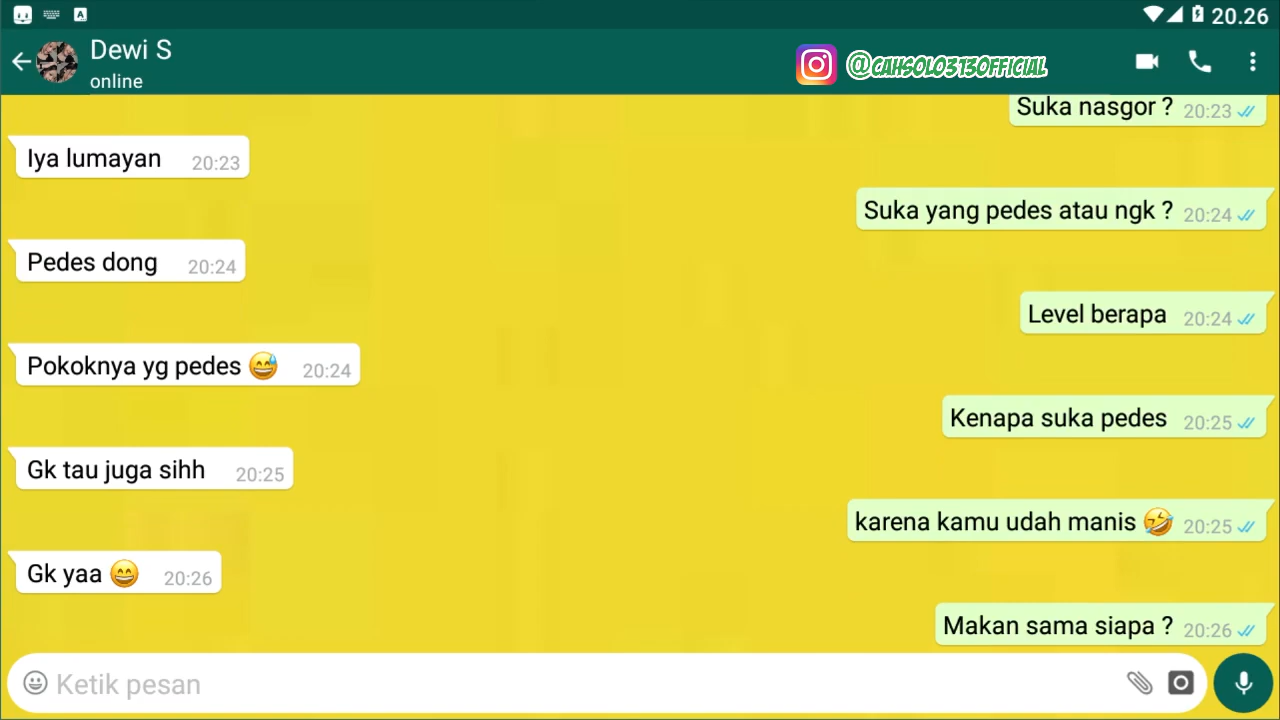 20.26
Dewi S
online
@CAHSOLO313OFFICIAL
Suka nasgor ? 20:23
Iya lumayan 20:23
Suka yang pedes atau ngk ? 20:24
Pedes dong 20:24
Level berapa 20:24
Pokoknya yg pedes 😅 20:24
Kenapa suka pedes 20:25
Gk tau juga sihh 20:25
karena kamu udah manis 🤣 20:25
Gk yaa 😄 20:26
Makan sama siapa ? 20:26
Ketik pesan